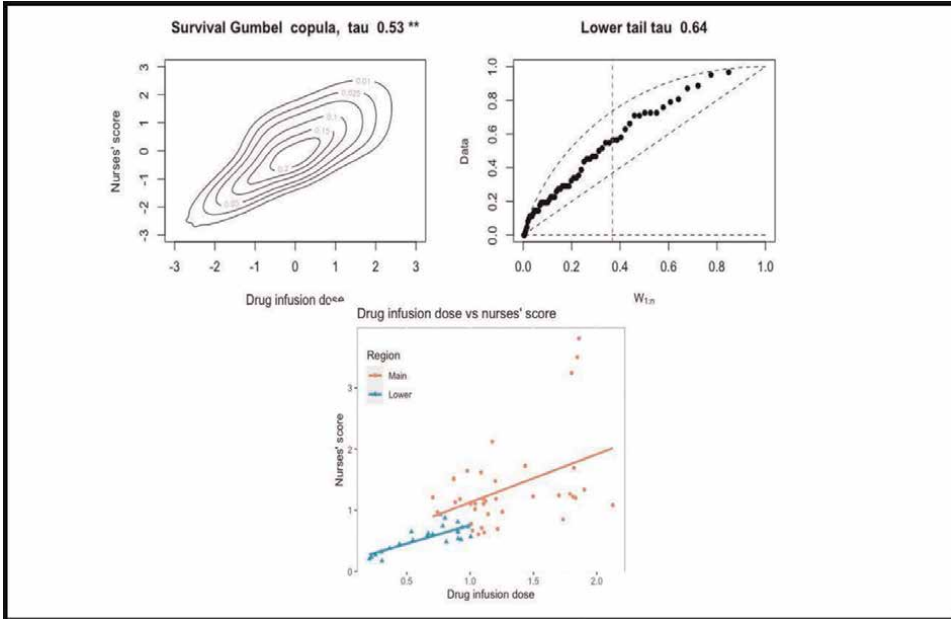 Survival Gumbel copula, tau 0.53 **
Nurses' score
3
2
1
0
-1
-2
-3
0.01
0.025
0.1
0.15
0.2
0.05
-3 -2 -1 0 1 2 3
Drug infusion dose
Lower tail tau 0.64
Data
1.0
0.8
0.6
0.4
0.2
0.0
0.0 0.2 0.4 0.6 0.8 1.0
W1:n
Drug infusion dose vs nurses' score
Region
Main
Lower
Nurses' score
3
2
1
0
0.5 1.0 1.5 2.0
Drug infusion dose